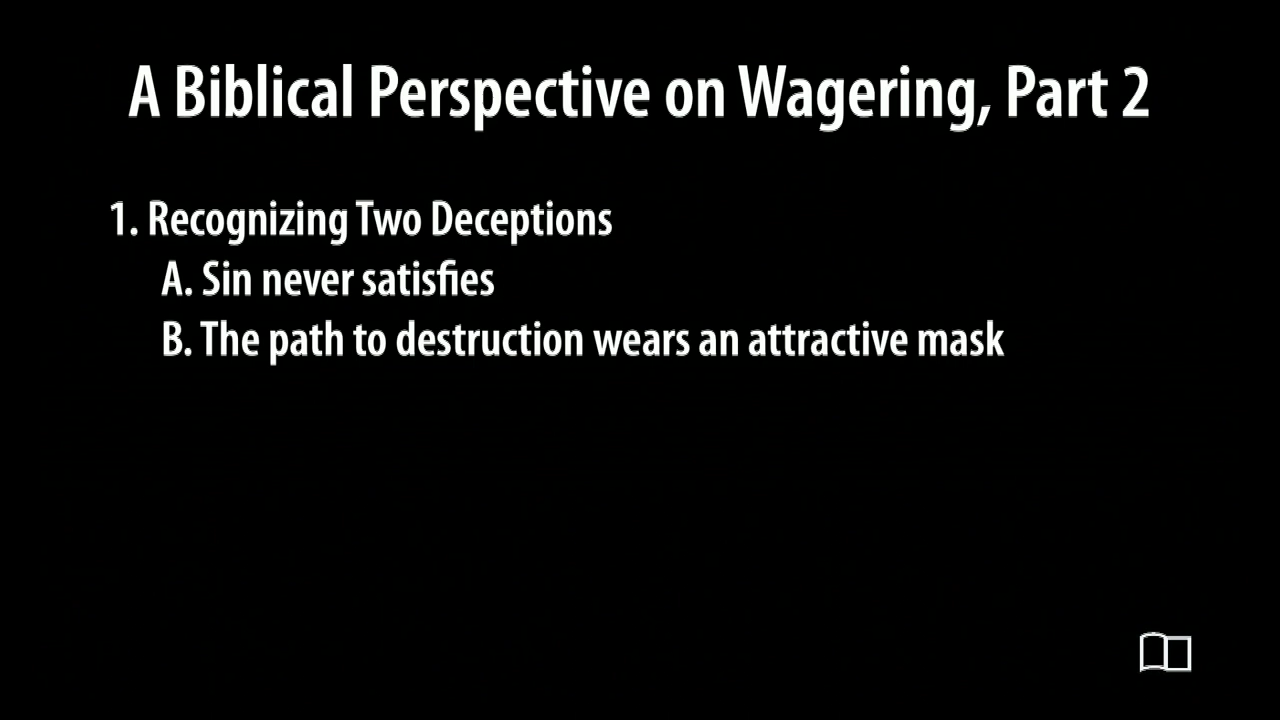 A Biblical Perspective on Wagering, Part 2
1. Recognizing Two Deceptions
A. Sin never satisfies
B. The path to destruction wears an attractive mask